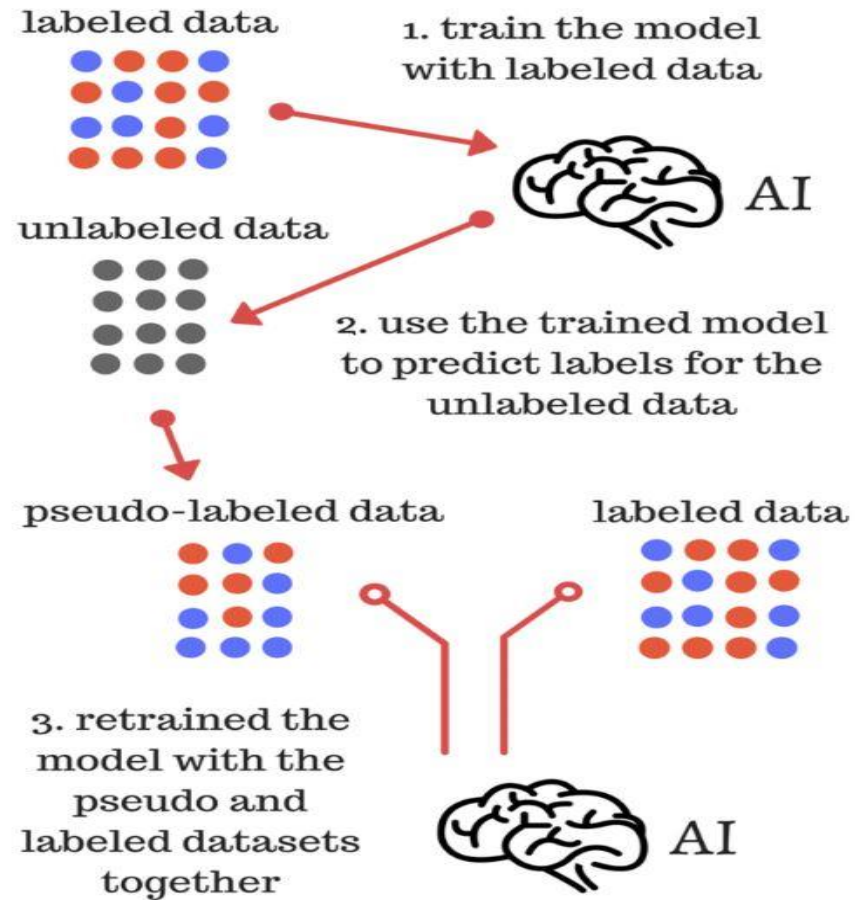 labeled data
1. train the model
with labeled data
AI
unlabeled data
2. use the trained model
to predict labels for the
unlabeled data
pseudo-labeled data
labeled data
3. retrained the
model with the
pseudo and
labeled datasets
together
AI